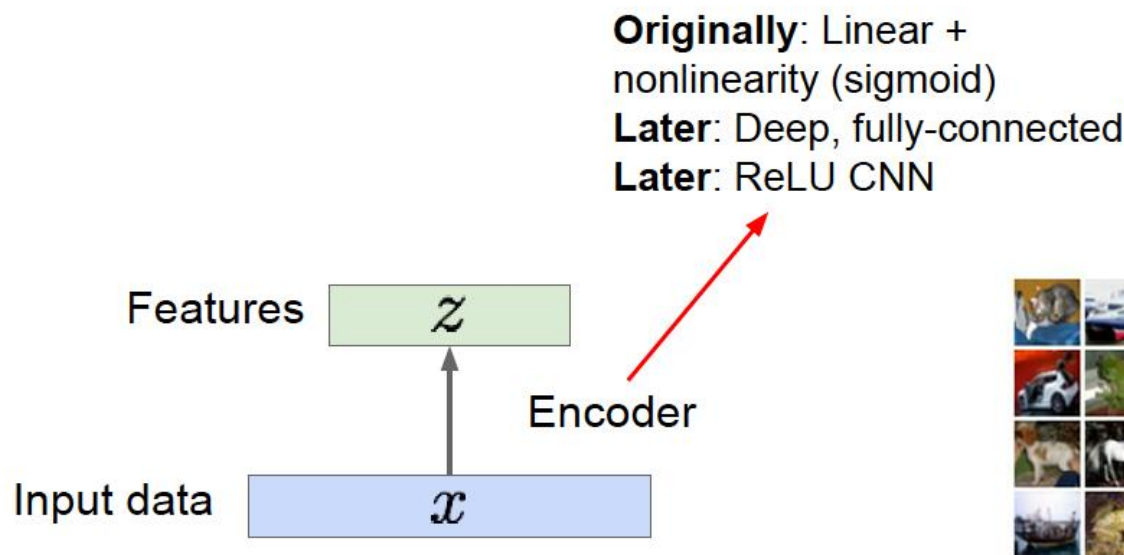 Originally: Linear +
nonlinearity (sigmoid)
Later: Deep, fully-connected
Later: ReLU CNN
Features
z
Encoder
Input data
x